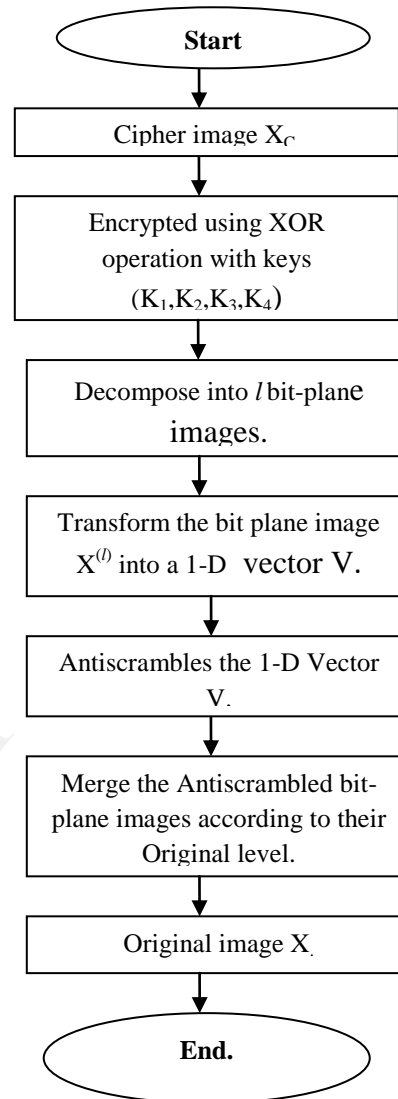 Start
Cipher image X_C
Encrypted using XOR
operation with keys
(K₁,K₂,K₃,K₄)
Decompose into l bit-plane
images.
Transform the bit plane image
X⁽ˡ⁾ into a 1-D vector V.
Antiscrambles the 1-D Vector
V.
Merge the Antiscrambled bit-
plane images according to their
Original level.
Original image X.
End.